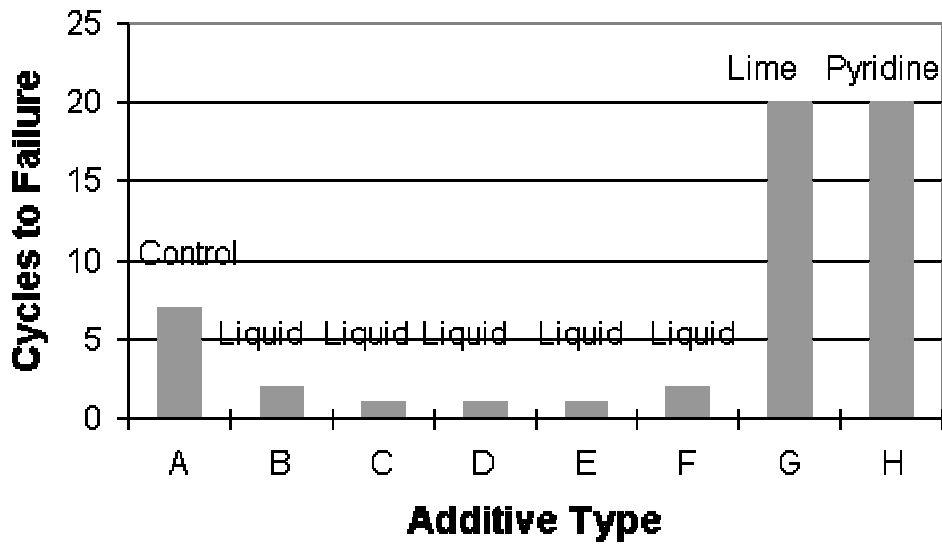 25
Lime Pyridine
20
15
Control
10
Liquid Liquid Liquid Liquid Liquid
5
0
A B C D E F G H
Cycles to Failure
Additive Type